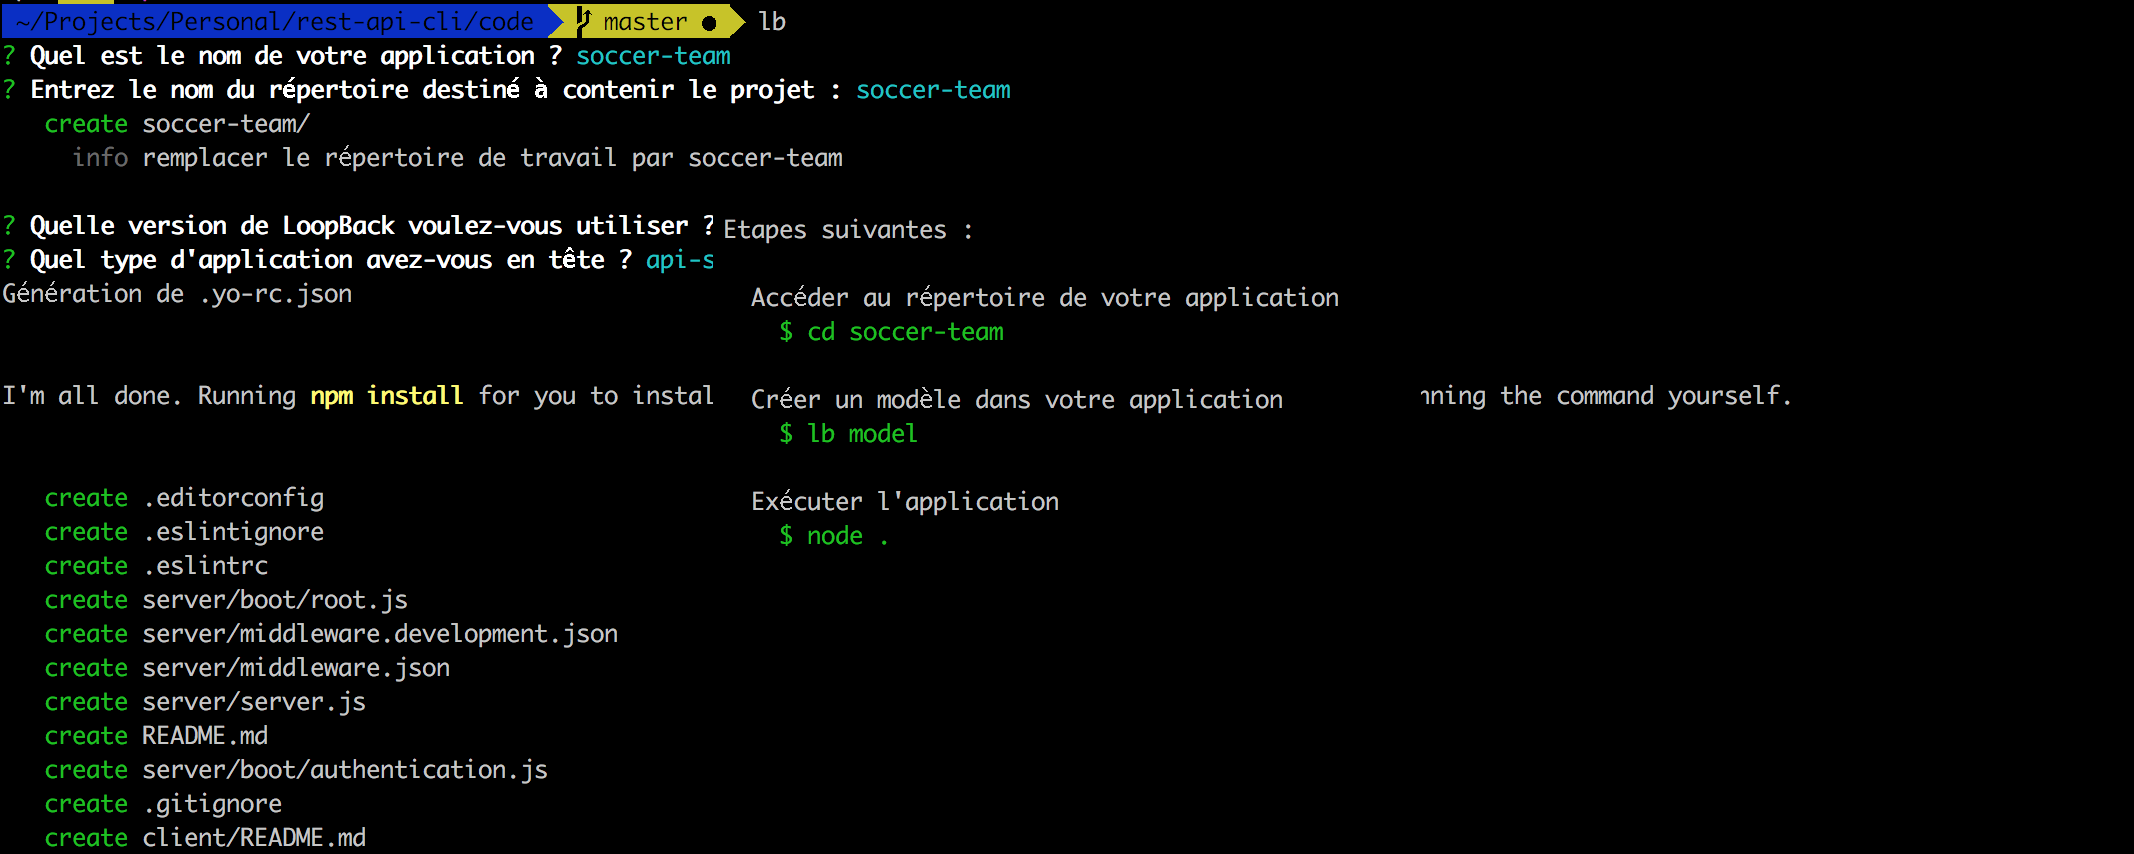 ~/Projects/Personal/rest-api-cli/code master ● lb
? Quel est le nom de votre application ? soccer-team
? Entrez le nom du répertoire destiné à contenir le projet : soccer-team
create soccer-team/
info remplacer le répertoire de travail par soccer-team
? Quelle version de LoopBack voulez-vous utiliser ?
? Quel type d'application avez-vous en tête ? api-s
Génération de .yo-rc.json
I'm all done. Running npm install for you to instal
nning the command yourself.
create .editorconfig
create .eslintignore
create .eslintrc
create server/boot/root.js
create server/middleware.development.json
create server/middleware.json
create server/server.js
create README.md
create server/boot/authentication.js
create .gitignore
create client/README.md
Etapes suivantes :
Accéder au répertoire de votre application
$ cd soccer-team
Créer un modèle dans votre application
$ lb model
Exécuter l'application
$ node .